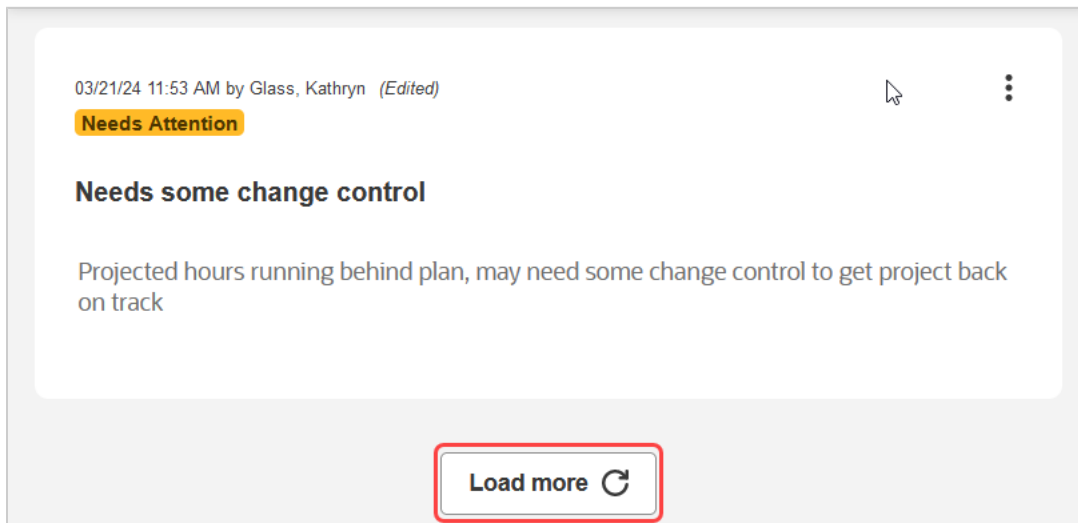 03/21/24 11:53 AM by Glass, Kathryn (Edited)
Needs Attention
Needs some change control
Projected hours running behind plan, may need some change control to get project back
on track
Load more